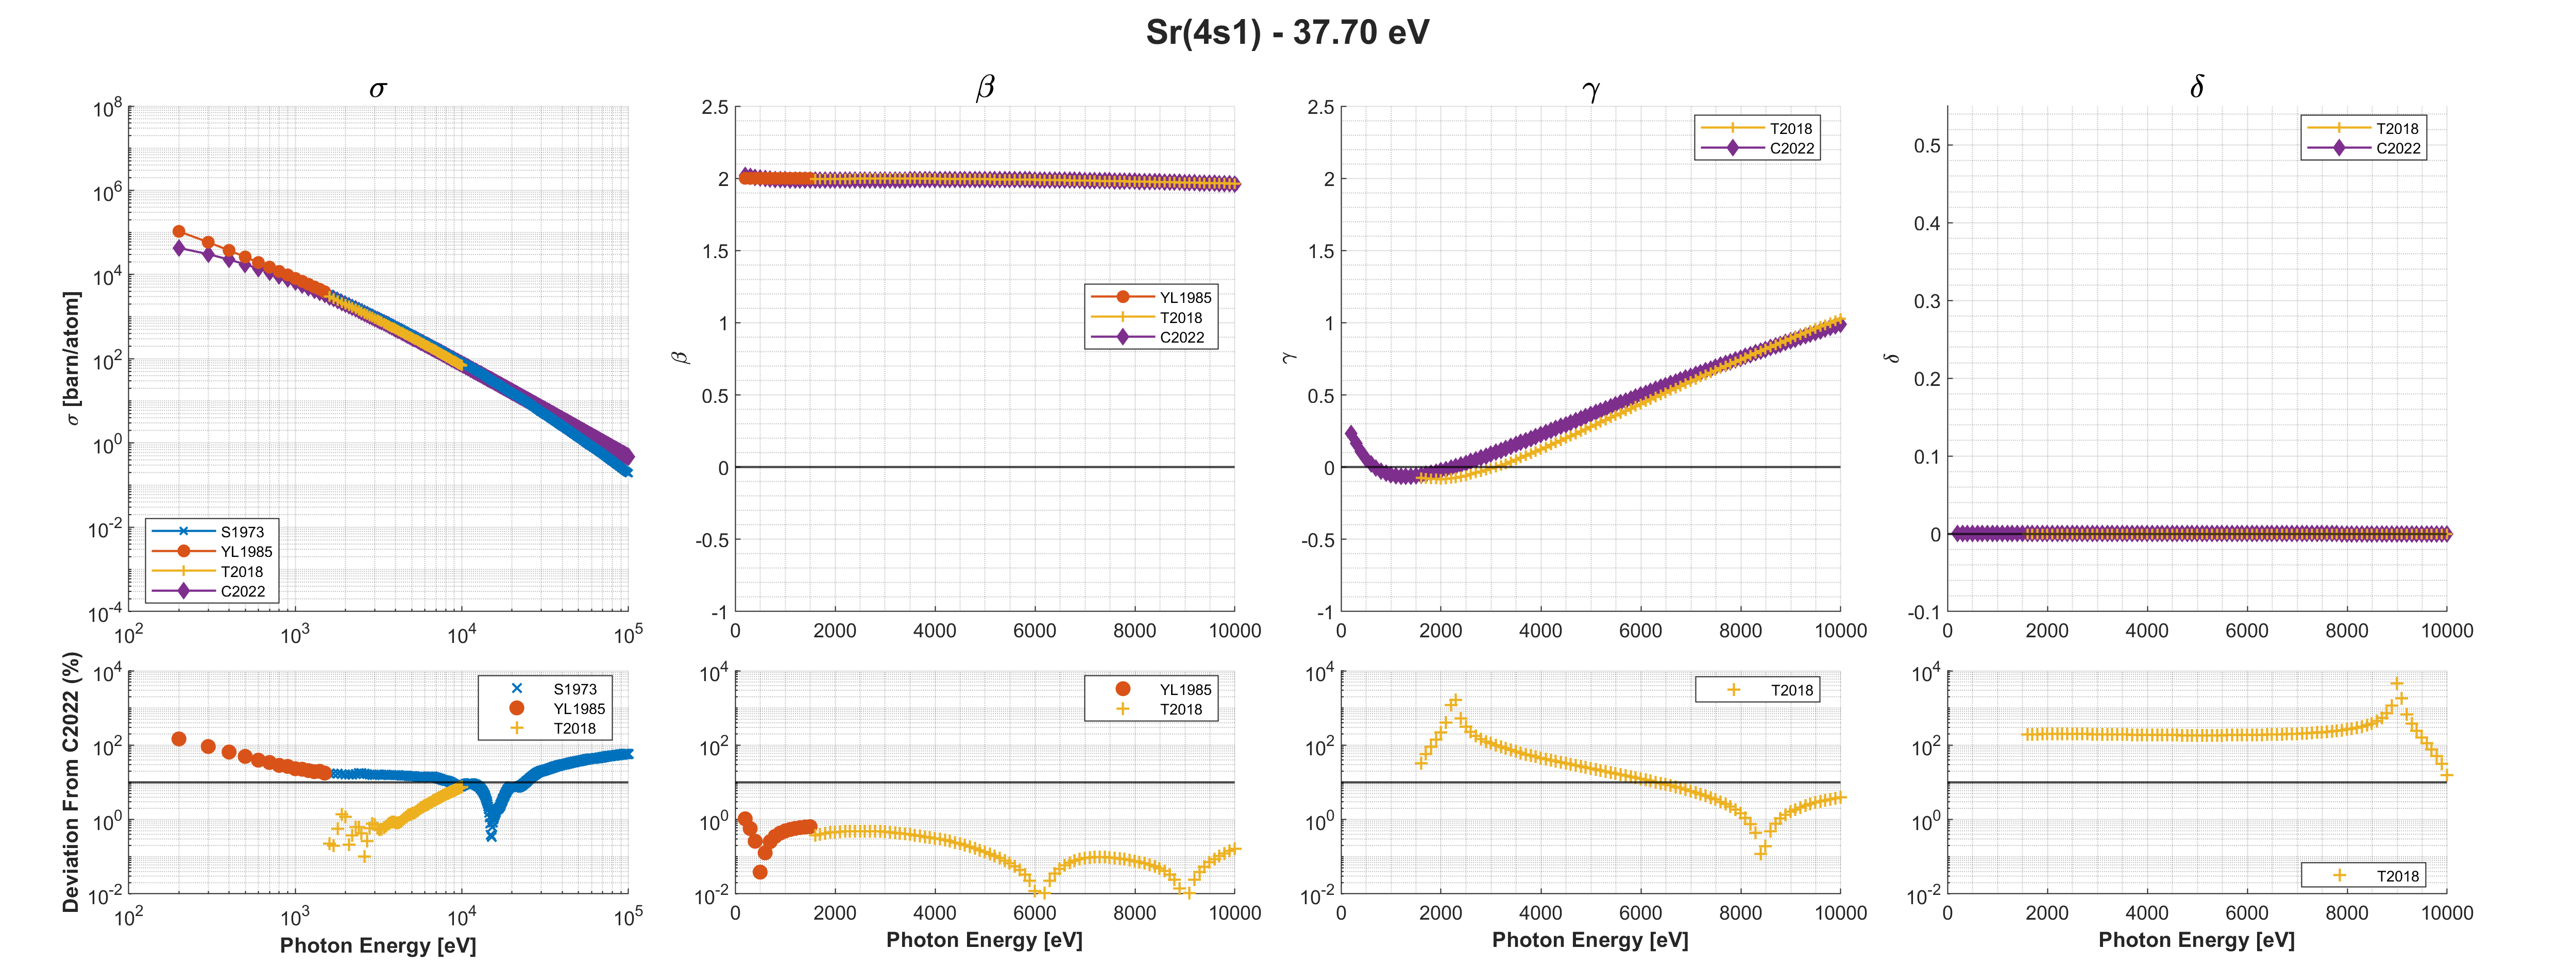 Sr(4s1) - 37.70 eV
σ
β
γ
δ
10^8
10^6
10^4
10^2
10^0
10^-2
10^-4
σ [barn/atom]
S1973
YL1985
T2018
C2022
10^2
10^3
10^4
10^5
2.5
2
1.5
1
0.5
0
-0.5
-1
β
YL1985
T2018
C2022
0
2000
4000
6000
8000
10000
2.5
2
1.5
1
0.5
0
-0.5
-1
γ
T2018
C2022
0
2000
4000
6000
8000
10000
0.5
0.4
0.3
0.2
0.1
0
-0.1
δ
T2018
C2022
0
2000
4000
6000
8000
10000
Deviation From C2022 (%)
10^4
10^2
10^0
10^-2
S1973
YL1985
T2018
10^2
10^3
10^4
10^5
Photon Energy [eV]
10^4
10^2
10^0
10^-2
YL1985
T2018
0
2000
4000
6000
8000
10000
Photon Energy [eV]
10^4
10^2
10^0
10^-2
T2018
0
2000
4000
6000
8000
10000
Photon Energy [eV]
10^4
10^2
10^0
10^-2
T2018
0
2000
4000
6000
8000
10000
Photon Energy [eV]